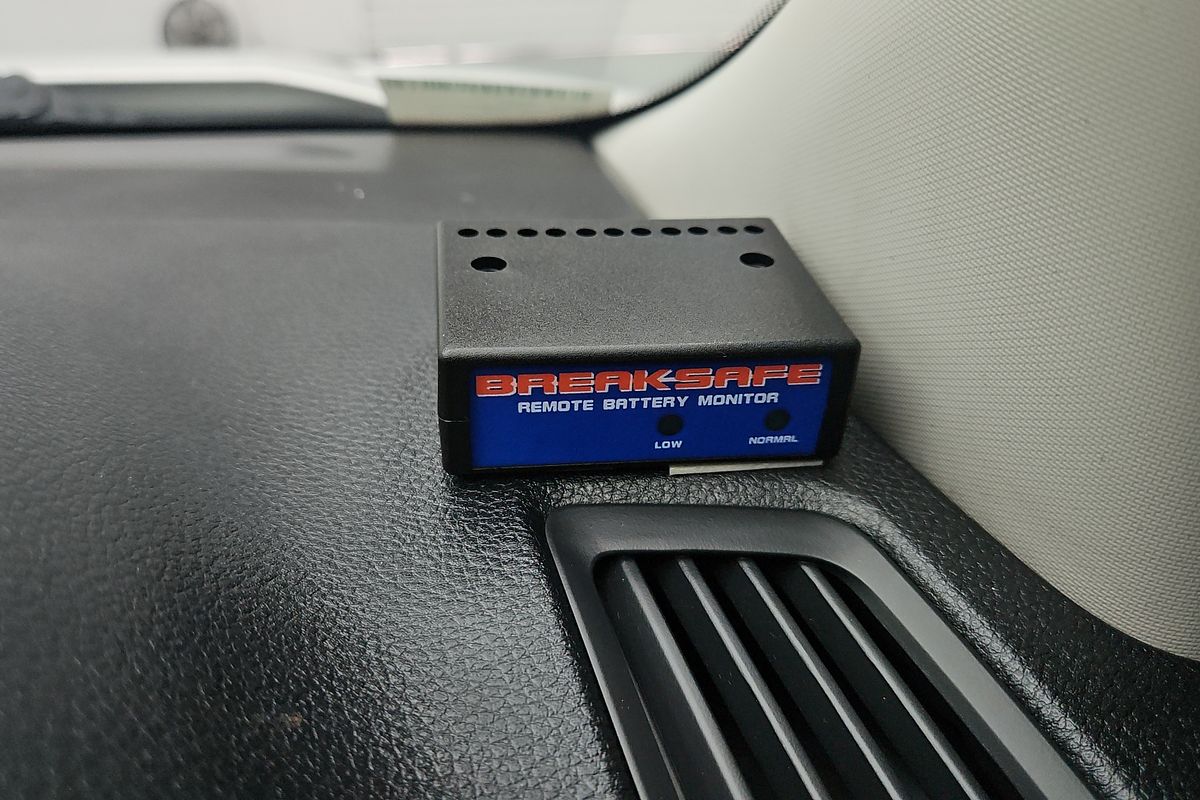 BREAKSAFE
REMOTE BATTERY MONITOR
LOW
NORMAL